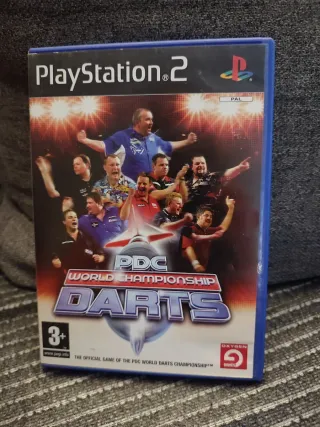 PlayStation®2
PAL
PDC
WORLD CHAMPIONSHIP
DARTS
3+
www.pegi.info
THE OFFICIAL GAME OF THE PDC WORLD DARTS CHAMPIONSHIP™
OXYGEN